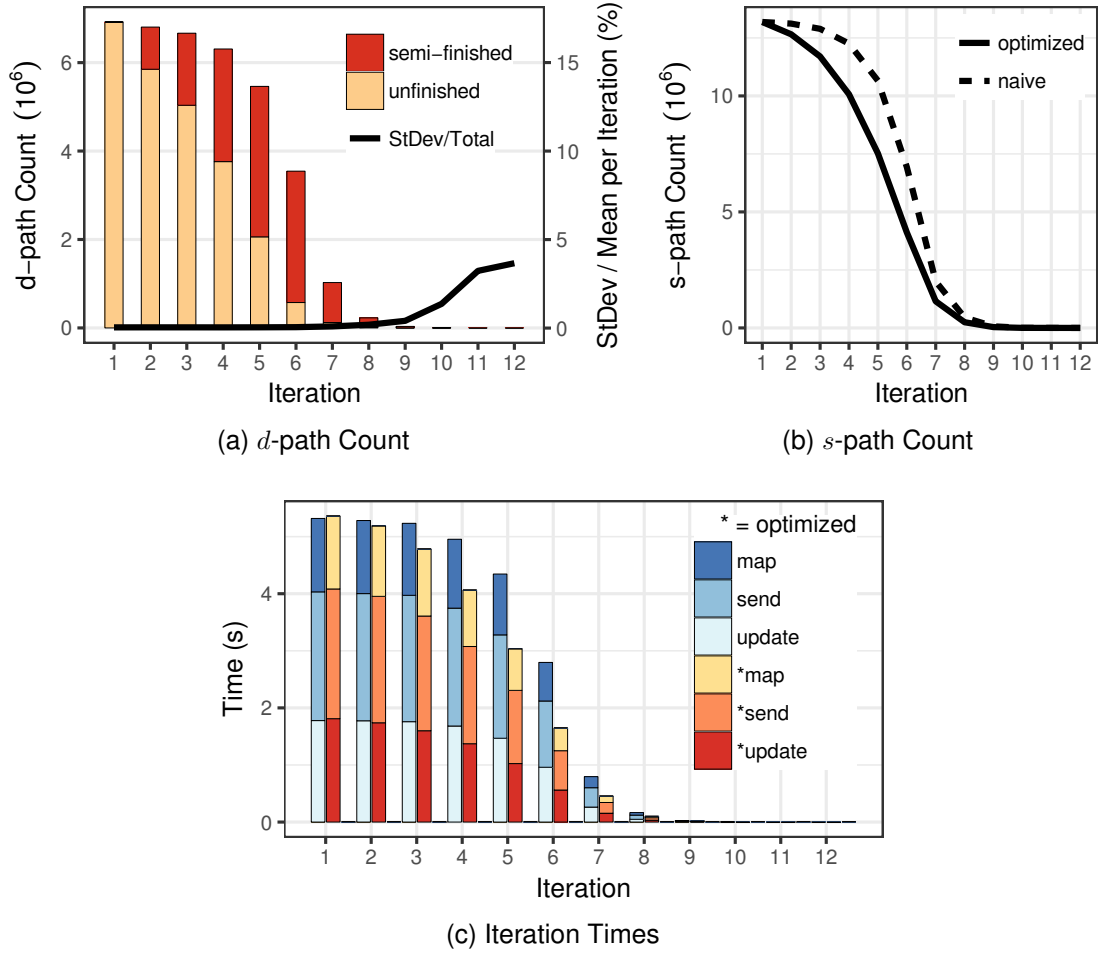 semi−finished
unfinished
StDev/Total
d−path Count (10^6)
0
2
4
6
0
5
10
15
StDev / Mean per Iteration (%)
1 2 3 4 5 6 7 8 9 10 11 12
Iteration
(a) d-path Count
optimized
naive
s−path Count (10^6)
0
5
10
1 2 3 4 5 6 7 8 9 10 11 12
Iteration
(b) s-path Count
* = optimized
map
send
update
*map
*send
*update
Time (s)
0
2
4
1 2 3 4 5 6 7 8 9 10 11 12
Iteration
(c) Iteration Times